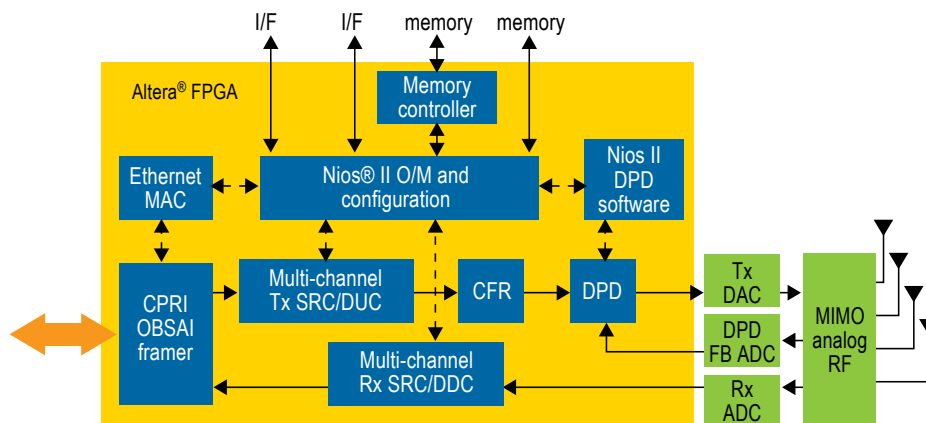 I/F
I/F
memory
memory
Altera® FPGA
Memory
controller
Ethernet
MAC
Nios® II O/M and
configuration
Nios II
DPD
software
CPRI
OBSAI
framer
Multi-channel
Tx SRC/DUC
CFR
DPD
Tx
DAC
DPD
FB ADC
MIMO
analog
RF
Multi-channel
Rx SRC/DDC
Rx
ADC